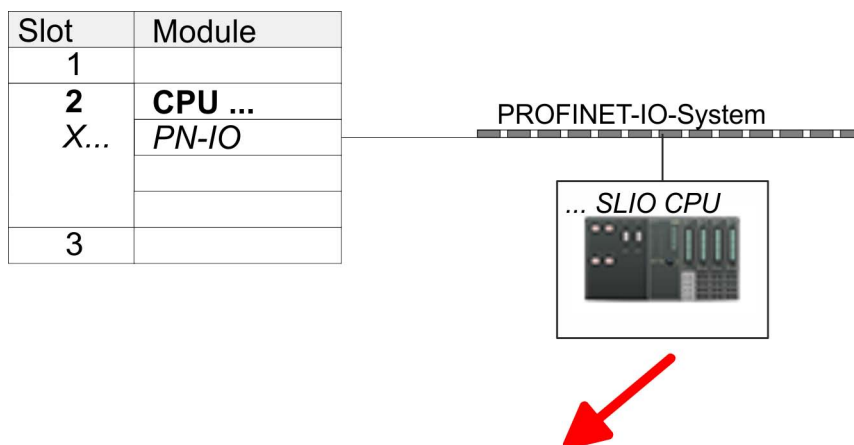 Slot Module
1
2 CPU ...
X... PN-IO
3
PROFINET-IO-System
... SLIO CPU